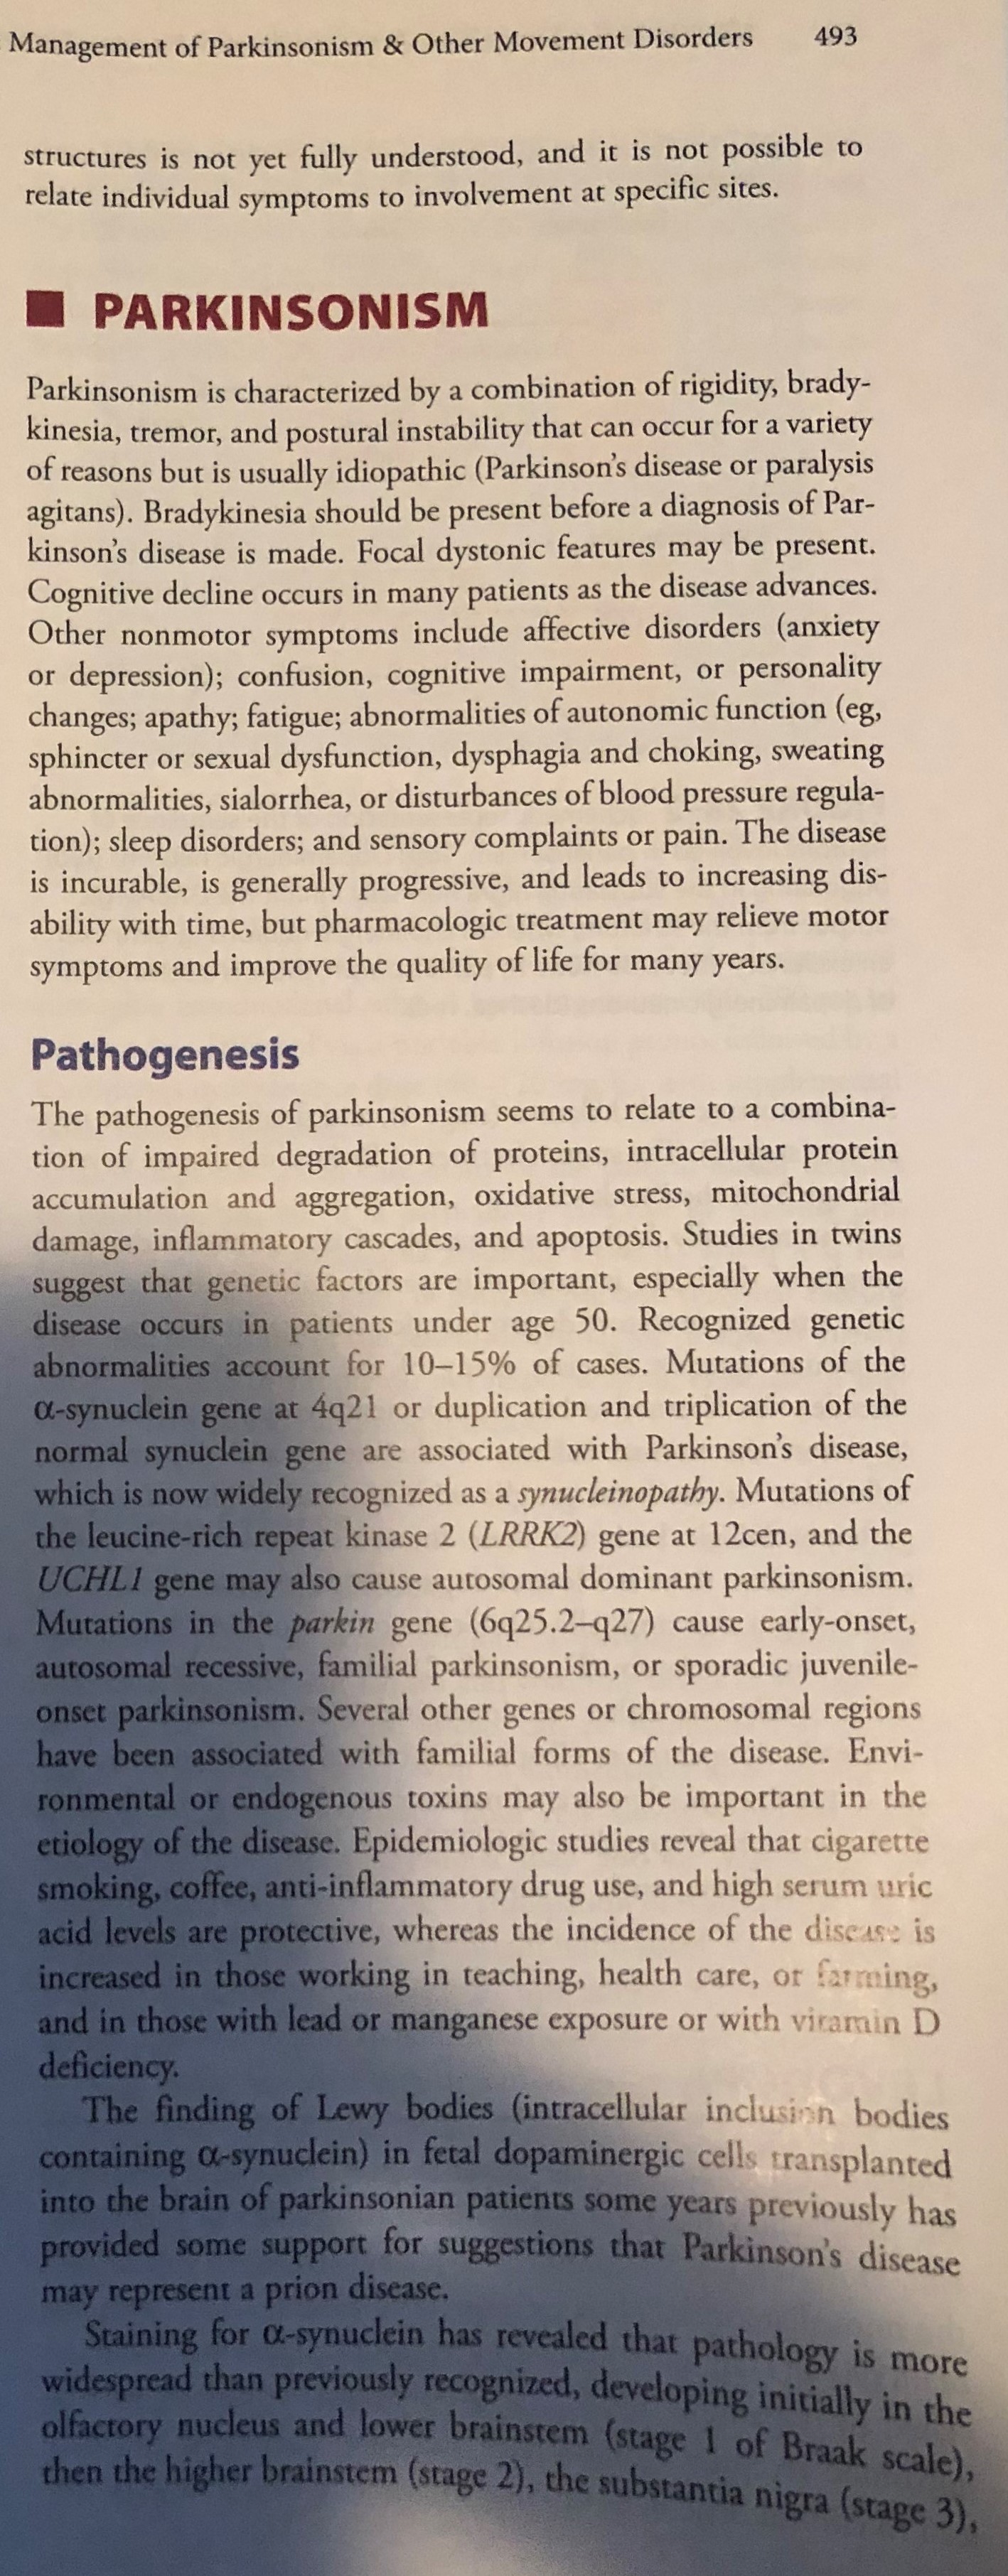 Management of Parkinsonism & Other Movement Disorders 493
structures is not yet fully understood, and it is not possible to
relate individual symptoms to involvement at specific sites.
PARKINSONISM
Parkinsonism is characterized by a combination of rigidity, brady-
kinesia, tremor, and postural instability that can occur for a variety
of reasons but is usually idiopathic (Parkinson's disease or paralysis
agitans). Bradykinesia should be present before a diagnosis of Par-
kinson's disease is made. Focal dystonic features may be present.
Cognitive decline occurs in many patients as the disease advances.
Other nonmotor symptoms include affective disorders (anxiety
or depression); confusion, cognitive impairment, or personality
changes; apathy; fatigue; abnormalities of autonomic function (eg,
sphincter or sexual dysfunction, dysphagia and choking, sweating
abnormalities, sialorrhea, or disturbances of blood pressure regula-
tion); sleep disorders; and sensory complaints or pain. The disease
is incurable, is generally progressive, and leads to increasing dis-
ability with time, but pharmacologic treatment may relieve motor
symptoms and improve the quality of life for many years.
Pathogenesis
The pathogenesis of parkinsonism seems to relate to a combina-
tion of impaired degradation of proteins, intracellular protein
accumulation and aggregation, oxidative stress, mitochondrial
damage, inflammatory cascades, and apoptosis. Studies in twins
suggest that genetic factors are important, especially when the
disease occurs in patients under age 50. Recognized genetic
abnormalities account for 10–15% of cases. Mutations of the
α-synuclein gene at 4q21 or duplication and triplication of the
normal synuclein gene are associated with Parkinson's disease,
which is now widely recognized as a synucleinopathy. Mutations of
the leucine-rich repeat kinase 2 (LRRK2) gene at 12cen, and the
UCHL1 gene may also cause autosomal dominant parkinsonism.
Mutations in the parkin gene (6q25.2–q27) cause early-onset,
autosomal recessive, familial parkinsonism, or sporadic juvenile-
onset parkinsonism. Several other genes or chromosomal regions
have been associated with familial forms of the disease. Envi-
ronmental or endogenous toxins may also be important in the
etiology of the disease. Epidemiologic studies reveal that cigarette
smoking, coffee, anti-inflammatory drug use, and high serum uric
acid levels are protective, whereas the incidence of the disease is
increased in those working in teaching, health care, or farming,
and in those with lead or manganese exposure or with vitamin D
deficiency.
The finding of Lewy bodies (intracellular inclusion bodies
containing α-synuclein) in fetal dopaminergic cells transplanted
into the brain of parkinsonian patients some years previously has
provided some support for suggestions that Parkinson's disease
may represent a prion disease.
Staining for α-synuclein has revealed that pathology is more
widespread than previously recognized, developing initially in the
olfactory nucleus and lower brainstem (stage 1 of Braak scale),
then the higher brainstem (stage 2), the substantia nigra (stage 3),